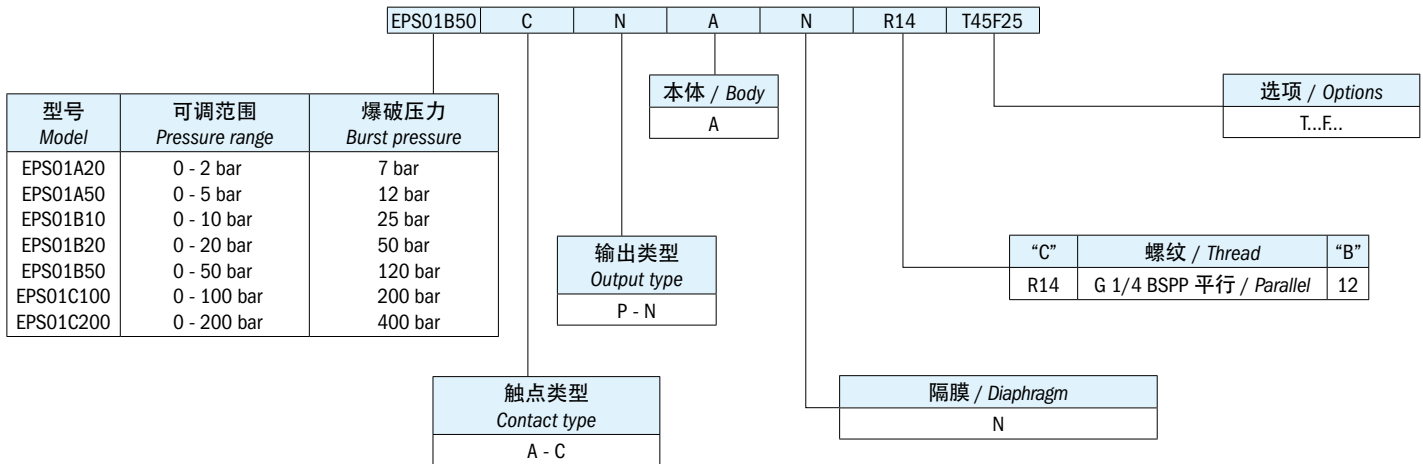 EPS01B50 C N A N R14 T45F25
本体 / Body
A
选项 / Options
T...F...
型号 可调范围 爆破压力
Model Pressure range Burst pressure
EPS01A20 0 - 2 bar 7 bar
EPS01A50 0 - 5 bar 12 bar
EPS01B10 0 - 10 bar 25 bar
EPS01B20 0 - 20 bar 50 bar
EPS01B50 0 - 50 bar 120 bar
EPS01C100 0 - 100 bar 200 bar
EPS01C200 0 - 200 bar 400 bar
输出类型
Output type
P - N
“C” 螺纹 / Thread “B”
R14 G 1/4 BSPP 平行 / Parallel 12
触点类型
Contact type
A - C
隔膜 / Diaphragm
N